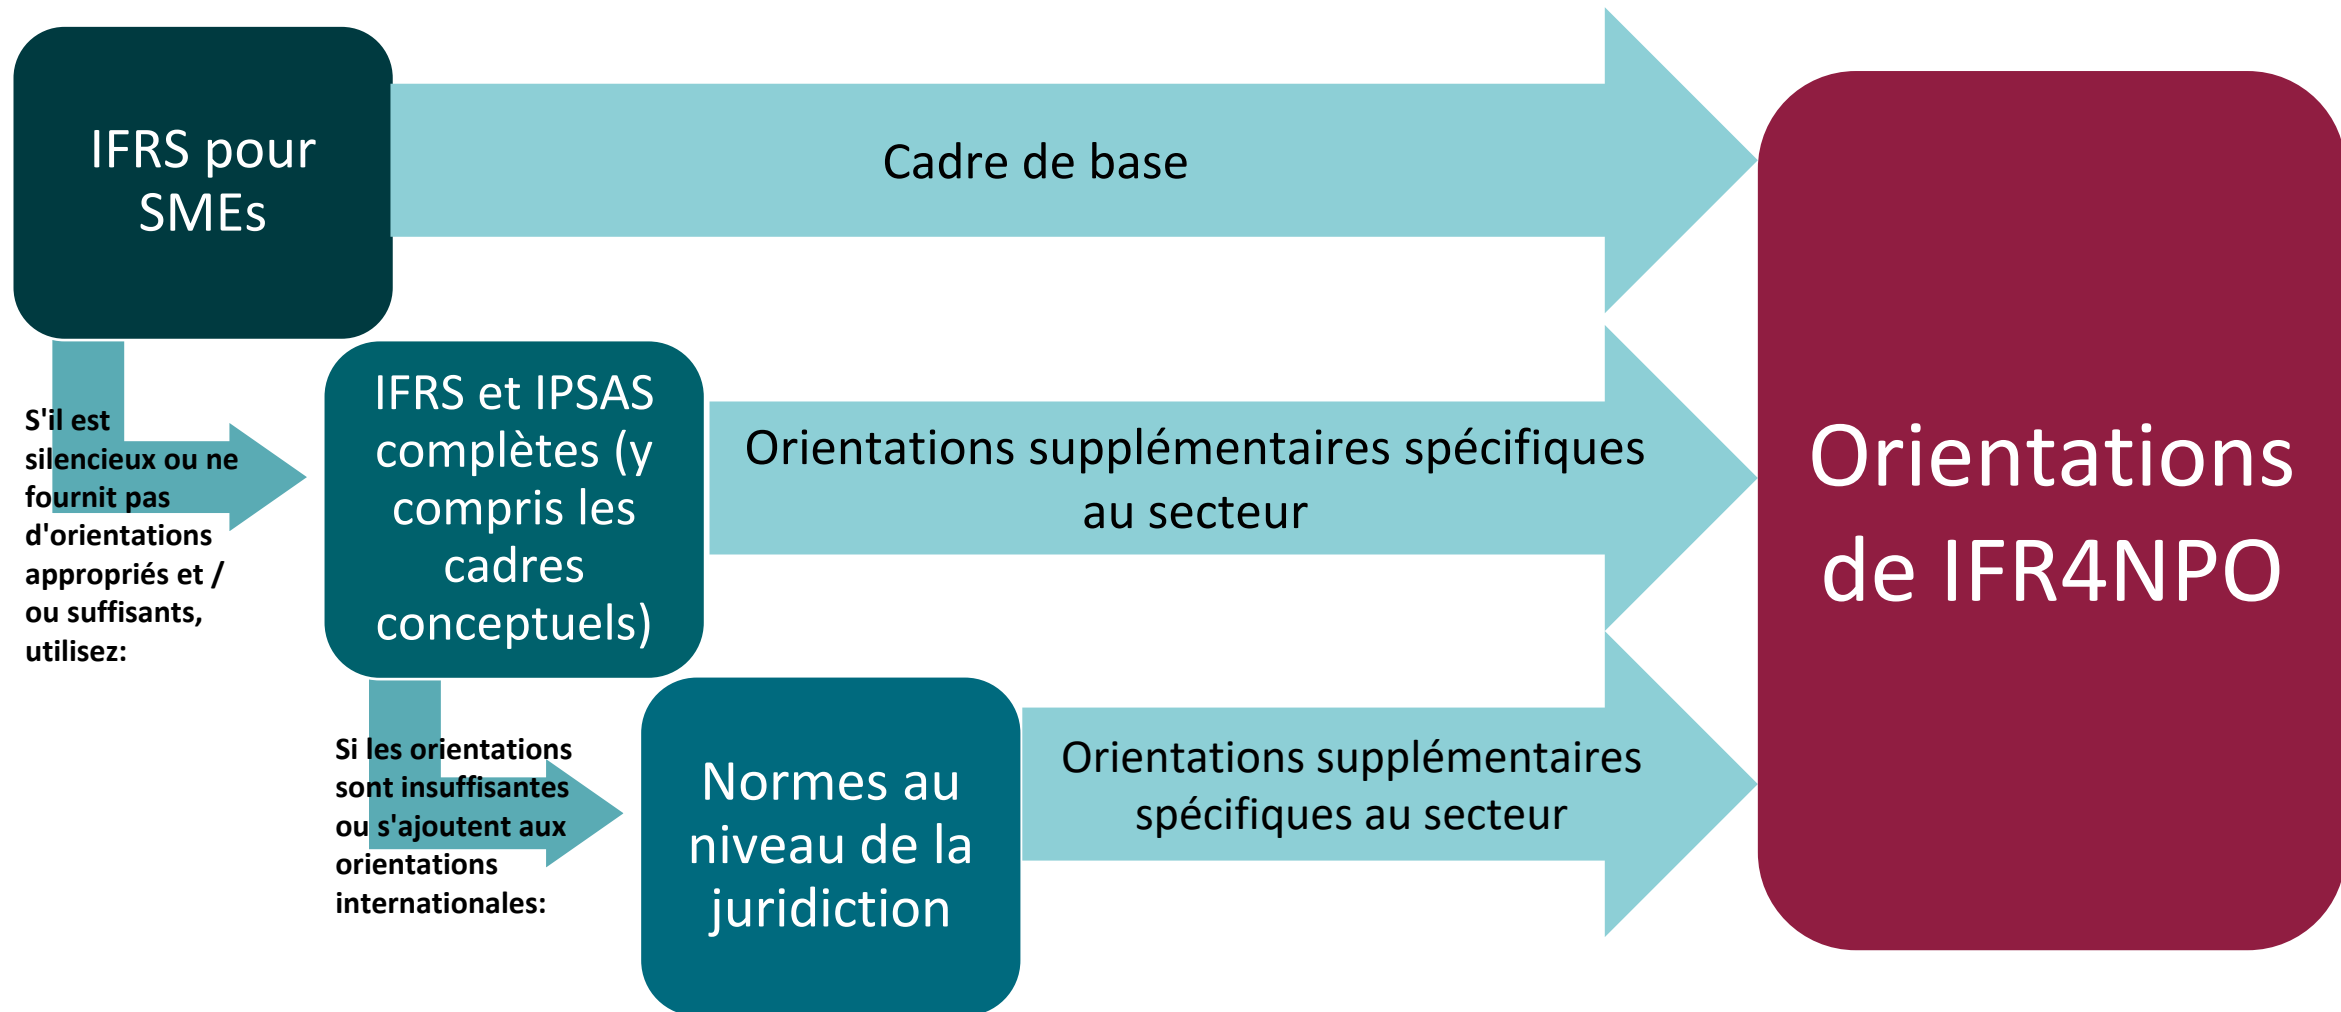 IFRS pour
SMEs
Cadre de base
S'il est
silencieux ou ne
fournit pas
d'orientations
appropriés et /
ou suffisants,
utilisez:
IFRS et IPSAS
complètes (y
compris les
cadres
conceptuels)
Orientations supplémentaires spécifiques
au secteur
Si les orientations
sont insuffisantes
ou s'ajoutent aux
orientations
internationales:
Normes au
niveau de la
juridiction
Orientations supplémentaires
spécifiques au secteur
Orientations
de IFR4NPO